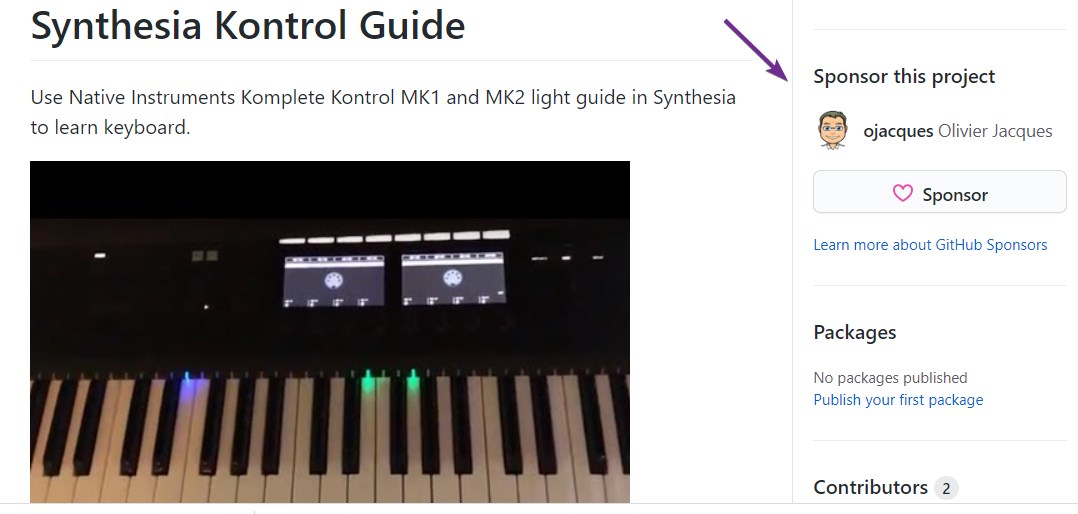 Synthesia Kontrol Guide
Use Native Instruments Komplete Kontrol MK1 and MK2 light guide in Synthesia
to learn keyboard.
Sponsor this project
ojacques Olivier Jacques
Sponsor
Learn more about GitHub Sponsors
Packages
No packages published
Publish your first package
Contributors 2